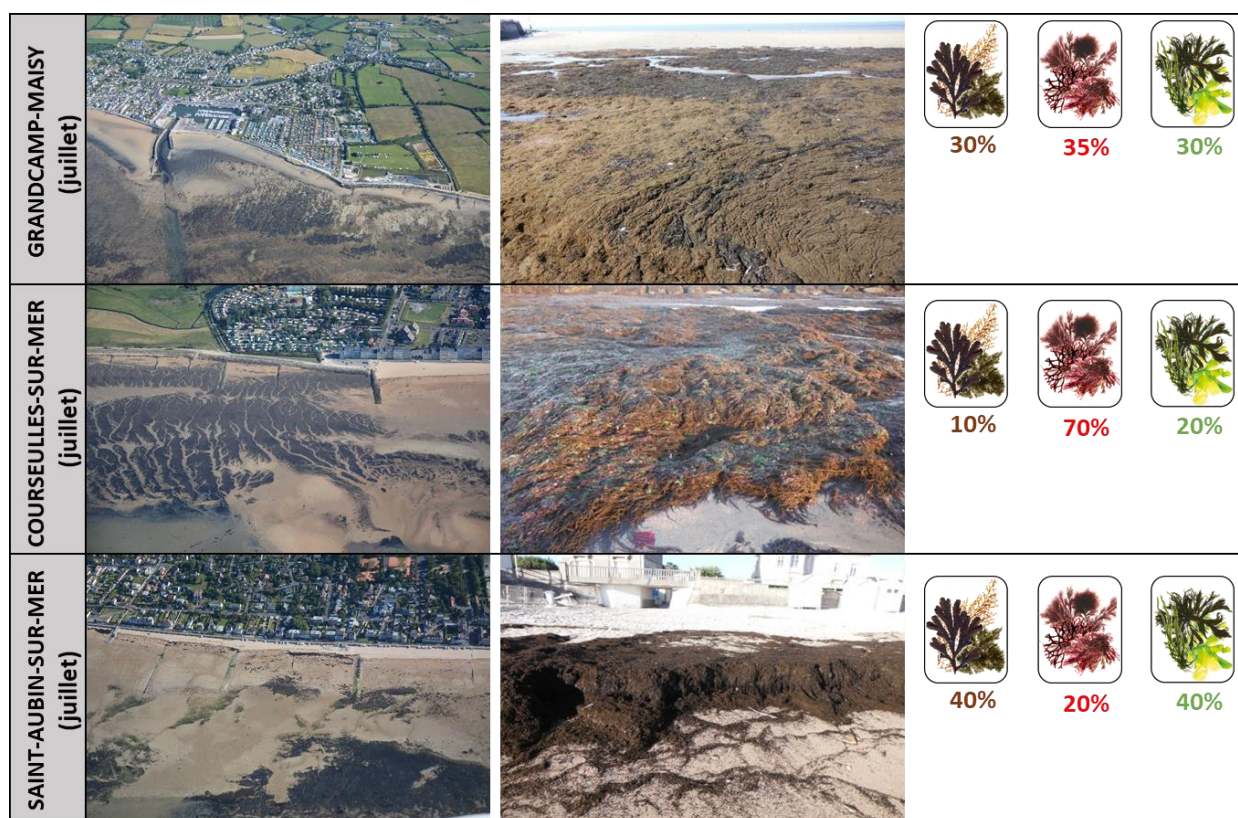 GRANDCAMP-MAISY
(juillet)
30%
35%
30%
COURSEULLES-SUR-MER
(juillet)
10%
70%
20%
SAINT-AUBIN-SUR-MER
(juillet)
40%
20%
40%